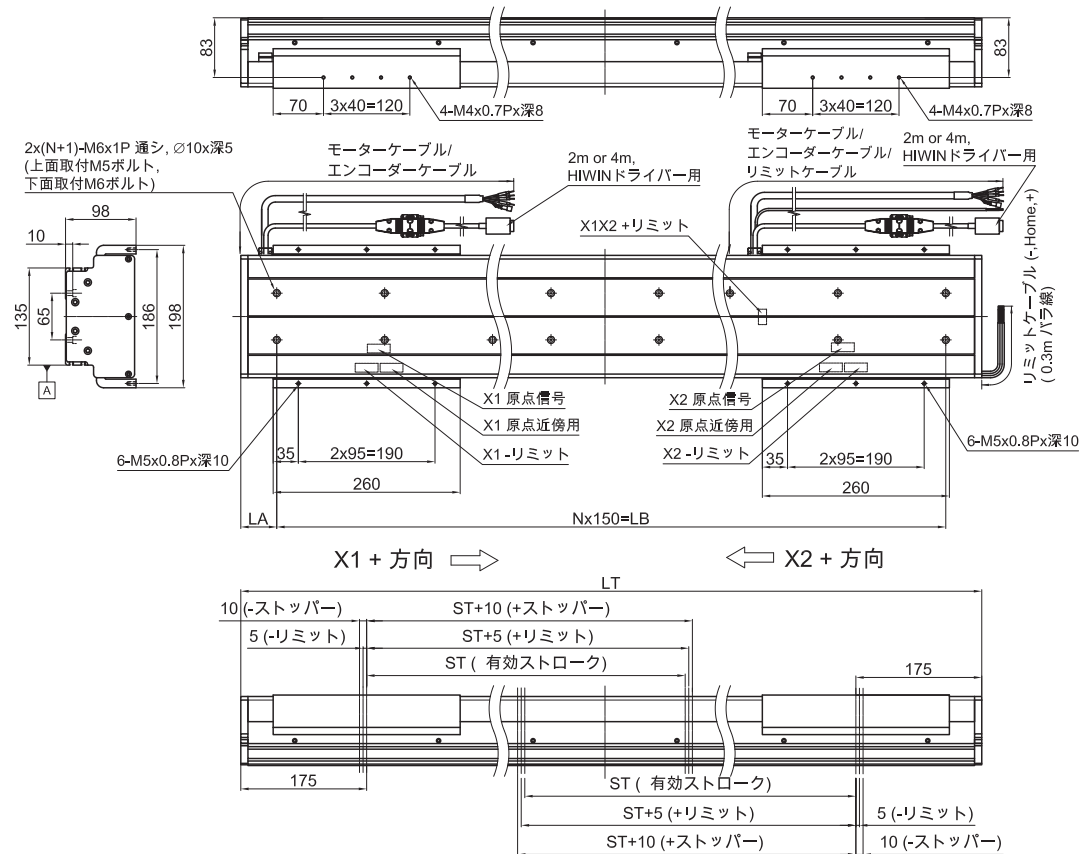 83
83
70
3x40=120
4-M4x0.7Px深8
70
3x40=120
4-M4x0.7Px深8
2x(N+1)-M6x1P 通シ, Ø10x深5
(上面取付M5ボルト,
下面取付M6ボルト)
モーターケーブル/
エンコーダーケーブル
2m or 4m,
HIWINドライバー用
モーターケーブル/
エンコーダーケーブル/
リミットケーブル
2m or 4m,
HIWINドライバー用
98
10
X1X2 +リミット
135
65
186
198
A
リミットケーブル (-,Home,+)
( 0.3m バラ線)
X1 原点信号
X1 原点近傍用
X1 -リミット
X2 原点信号
X2 原点近傍用
X2 -リミット
6-M5x0.8Px深10
35
2x95=190
260
35
2x95=190
260
6-M5x0.8Px深10
LA
Nx150=LB
X1 + 方向
X2 + 方向
LT
10 (-ストッパー)
ST+10 (+ストッパー)
5 (-リミット)
ST+5 (+リミット)
ST ( 有効ストローク)
175
175
ST ( 有効ストローク)
ST+5 (+リミット)
5 (-リミット)
ST+10 (+ストッパー)
10 (-ストッパー)